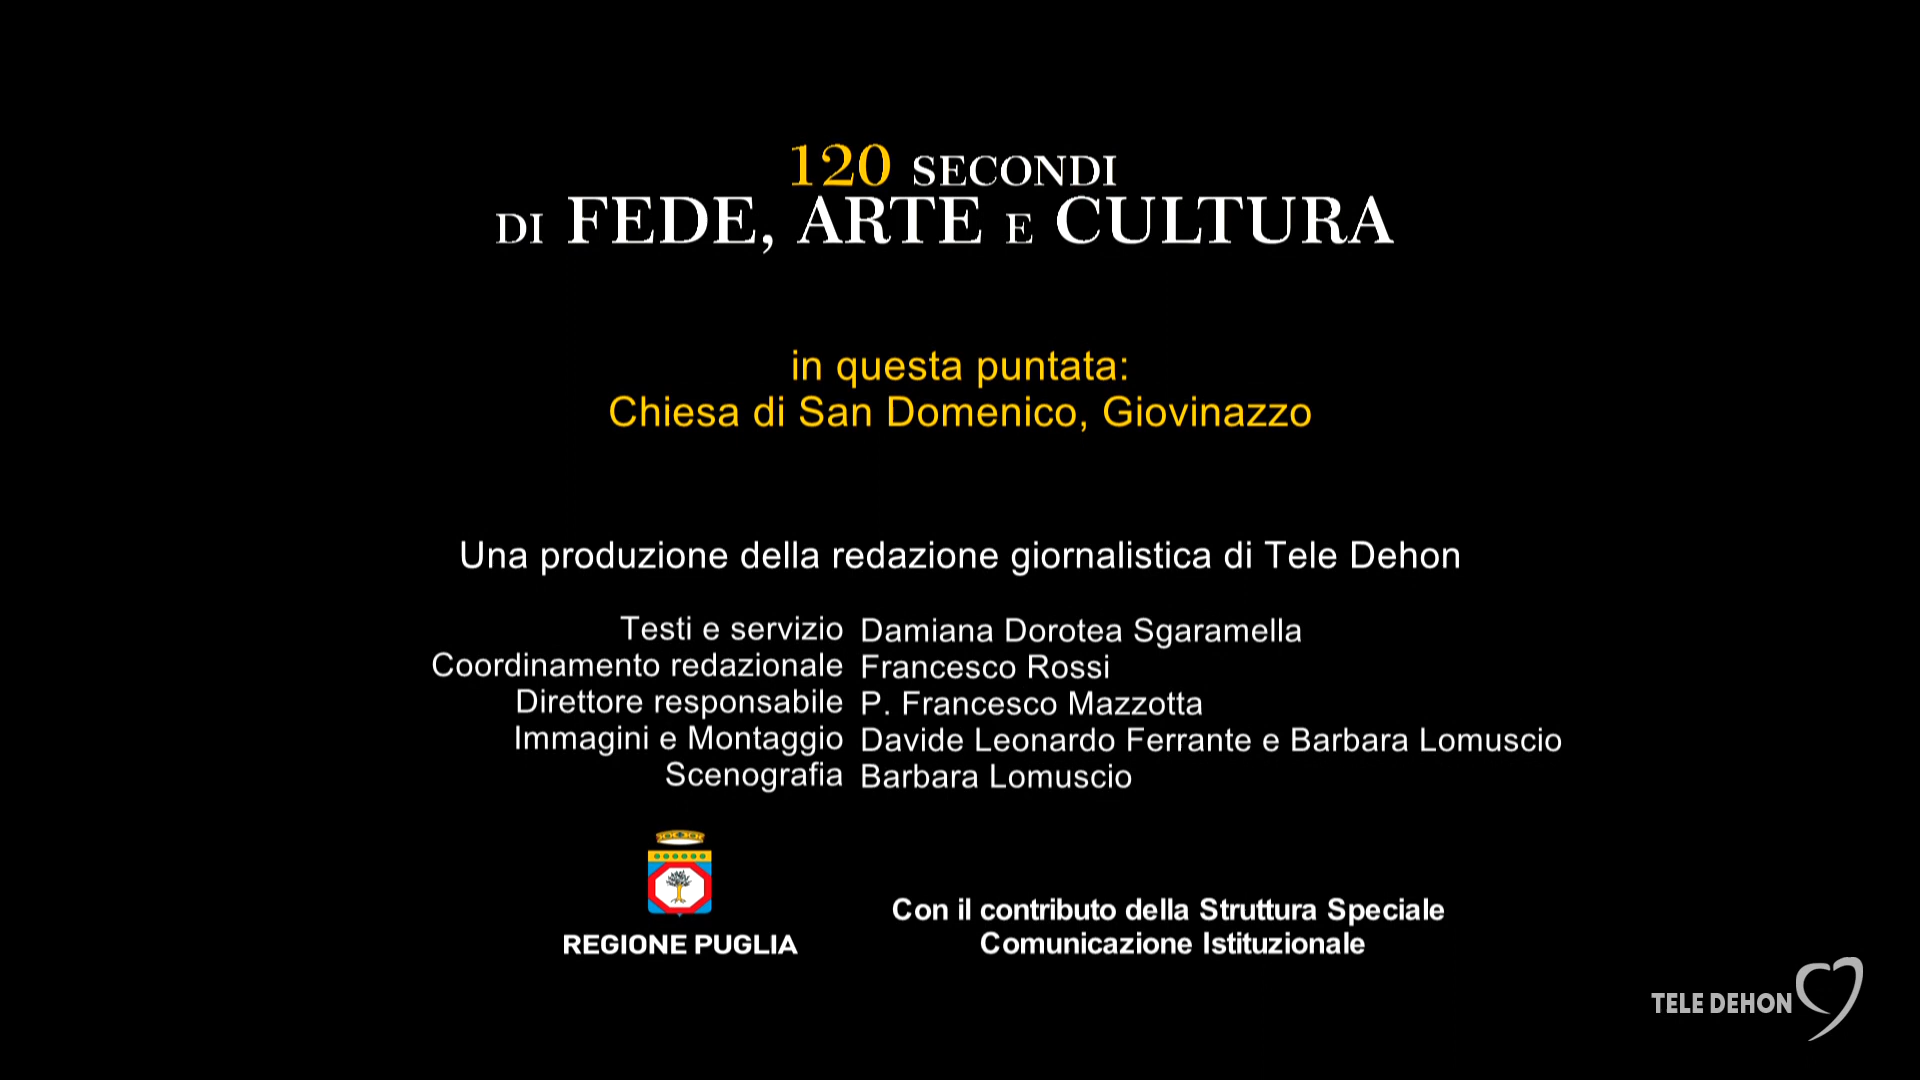 120 SECONDI
DI FEDE, ARTE E CULTURA
in questa puntata:
Chiesa di San Domenico, Giovinazzo
Una produzione della redazione giornalistica di Tele Dehon
Testi e servizio Damiana Dorotea Sgaramella
Coordinamento redazionale Francesco Rossi
Direttore responsabile P. Francesco Mazzotta
Immagini e Montaggio Davide Leonardo Ferrante e Barbara Lomuscio
Scenografia Barbara Lomuscio
REGIONE PUGLIA
Con il contributo della Struttura Speciale
Comunicazione Istituzionale
TELE DEHON